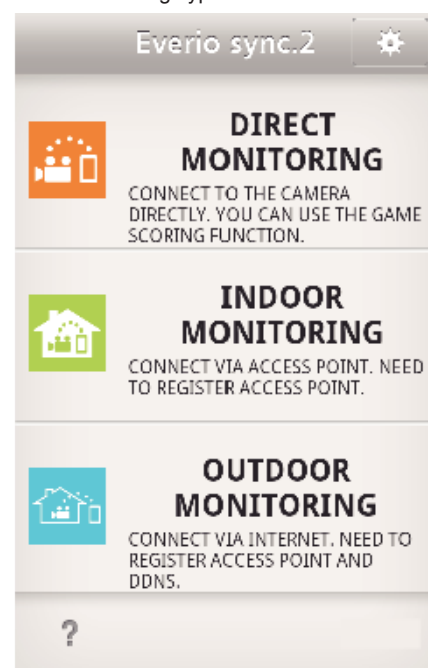 Everio sync.2
DIRECT
MONITORING
CONNECT TO THE CAMERA
DIRECTLY. YOU CAN USE THE GAME
SCORING FUNCTION.
INDOOR
MONITORING
CONNECT VIA ACCESS POINT. NEED
TO REGISTER ACCESS POINT.
OUTDOOR
MONITORING
CONNECT VIA INTERNET. NEED TO
REGISTER ACCESS POINT AND
DDNS.
?